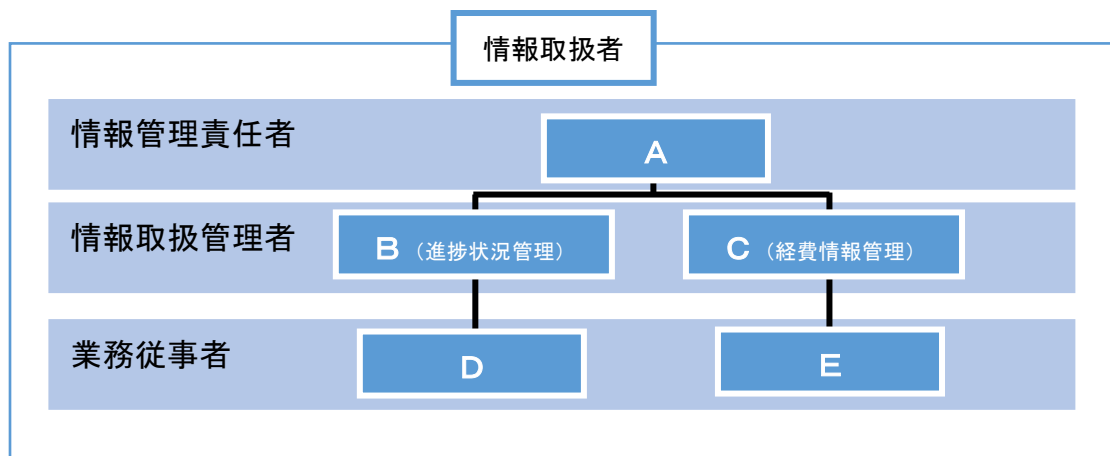 情報取扱者
情報管理責任者
A
情報取扱管理者
B（進捗状況管理）
C（経費情報管理）
業務従事者
D
E